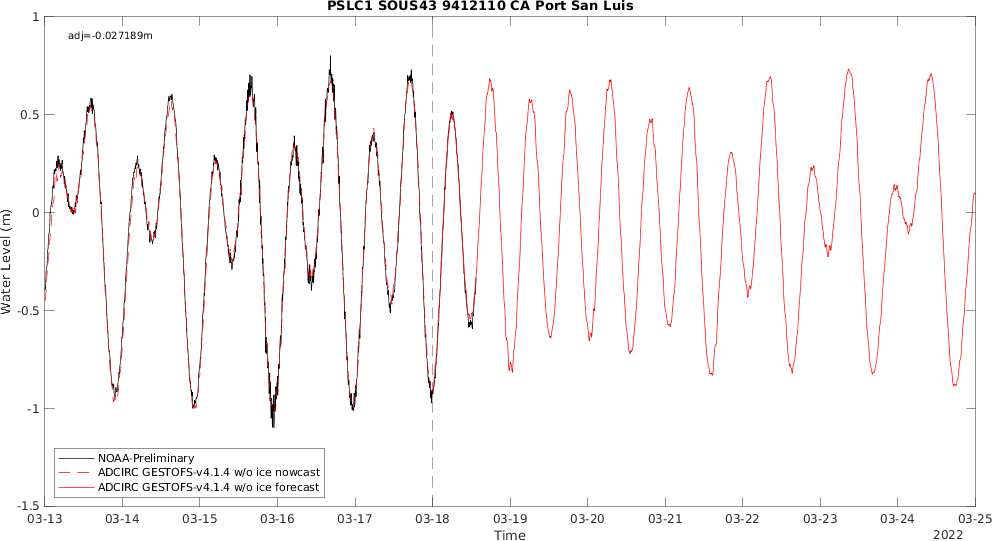 PSLC1 SOUS43 9412110 CA Port San Luis
adj=-0.027189m
1
0.5
0
-0.5
-1
-1.5
Water Level (m)
NOAA-Preliminary
ADCIRC GESTOFS-v4.1.4 w/o ice nowcast
ADCIRC GESTOFS-v4.1.4 w/o ice forecast
03-13 03-14 03-15 03-16 03-17 03-18 03-19 03-20 03-21 03-22 03-23 03-24 03-25
Time
2022